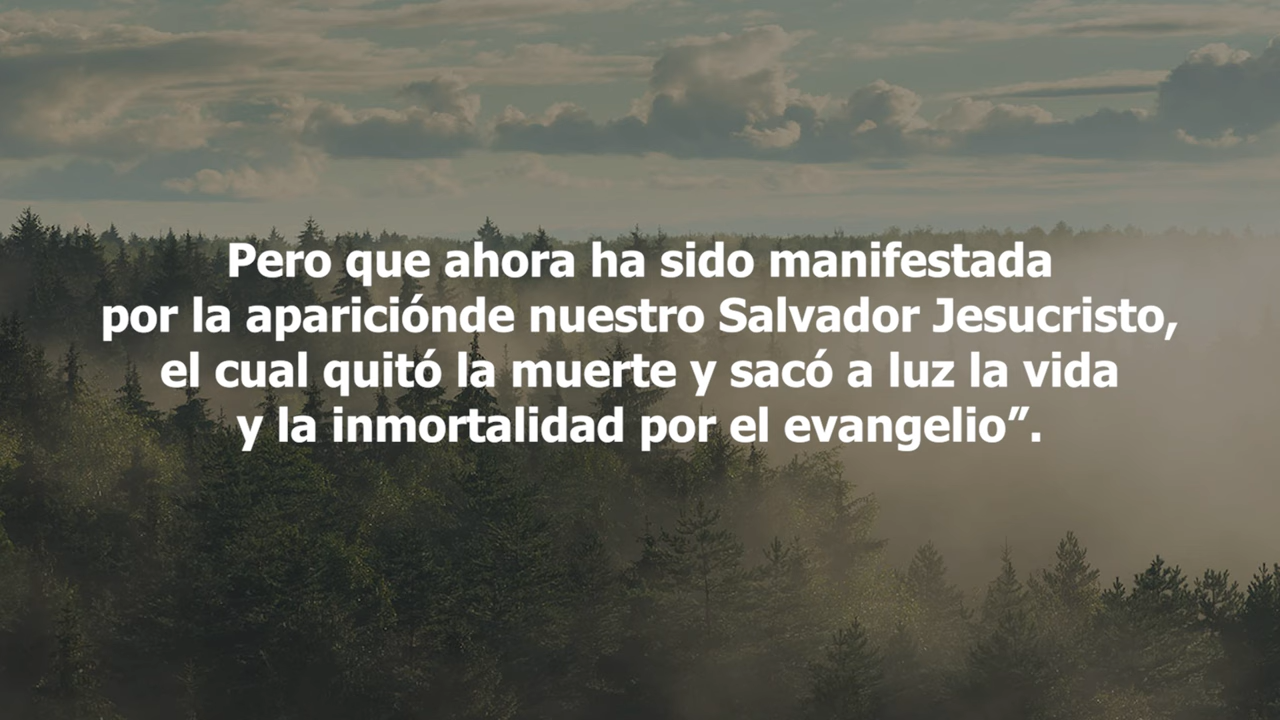 Pero que ahora ha sido manifestada
por la apariciónde nuestro Salvador Jesucristo,
el cual quitó la muerte y sacó a luz la vida
y la inmortalidad por el evangelio”.